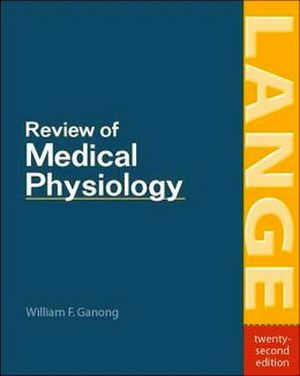 Review of
Medical
Physiology
William F. Ganong
LANGE
twenty-
second
edition